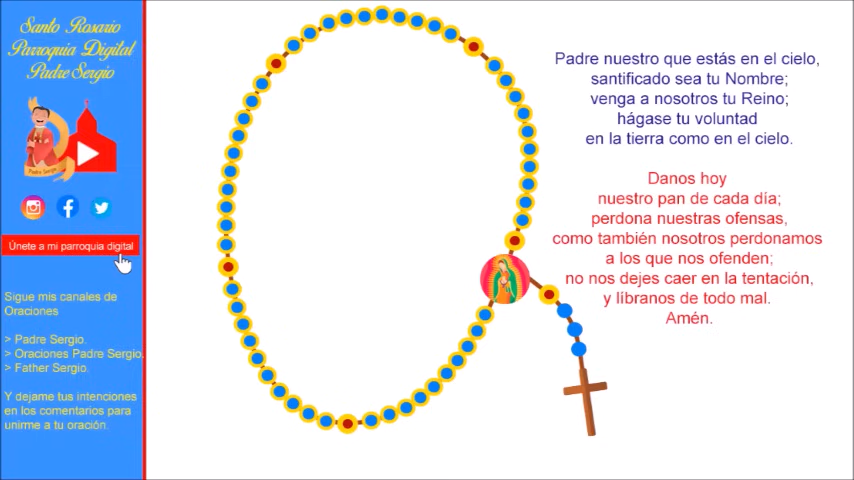 Santo Rosario
Parroquia Digital
Padre Sergio
Padre Sergio
Únete a mi parroquia digital
Sigue mis canales de
Oraciones
> Padre Sergio.
> Oraciones Padre Sergio.
> Father Sergio.
Y dejame tus intenciones
en los comentarios para
unirme a tu oración.
Padre nuestro que estás en el cielo,
santificado sea tu Nombre;
venga a nosotros tu Reino;
hágase tu voluntad
en la tierra como en el cielo.
Danos hoy
nuestro pan de cada día;
perdona nuestras ofensas,
como también nosotros perdonamos
a los que nos ofenden;
no nos dejes caer en la tentación,
y líbranos de todo mal.
Amén.